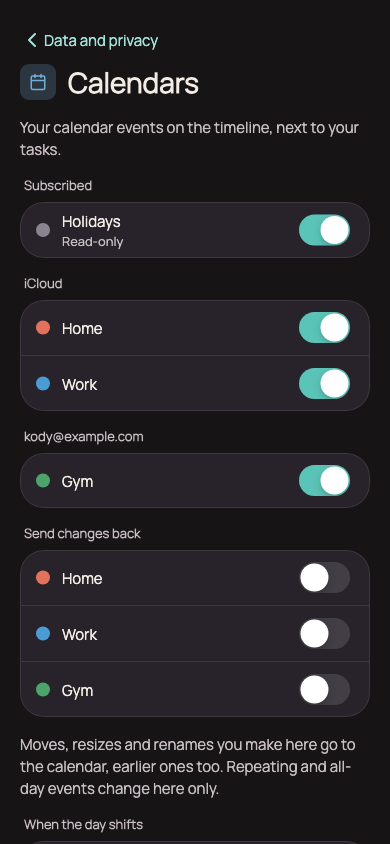 Data and privacy
Calendars
Your calendar events on the timeline, next to your
tasks.
Subscribed
Holidays
Read-only
iCloud
Home
Work
kody@example.com
Gym
Send changes back
Home
Work
Gym
Moves, resizes and renames you make here go to
the calendar, earlier ones too. Repeating and all-
day events change here only.
When the day shifts